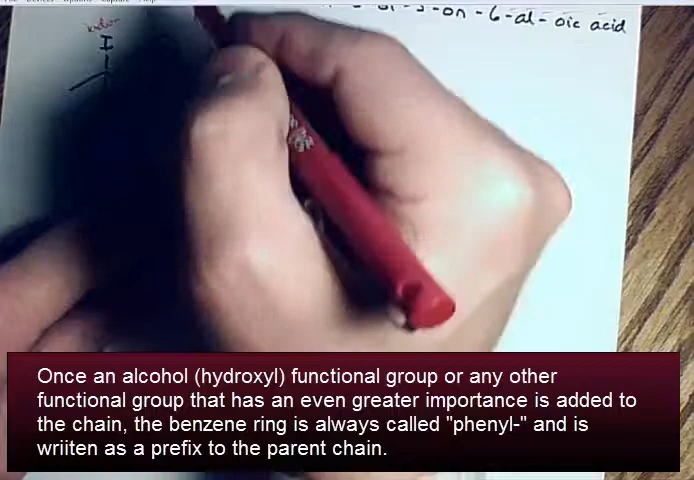 -3-on-6-al-oic acid
Once an alcohol (hydroxyl) functional group or any other
functional group that has an even greater importance is added to
the chain, the benzene ring is always called "phenyl-" and is
wriiten as a prefix to the parent chain.